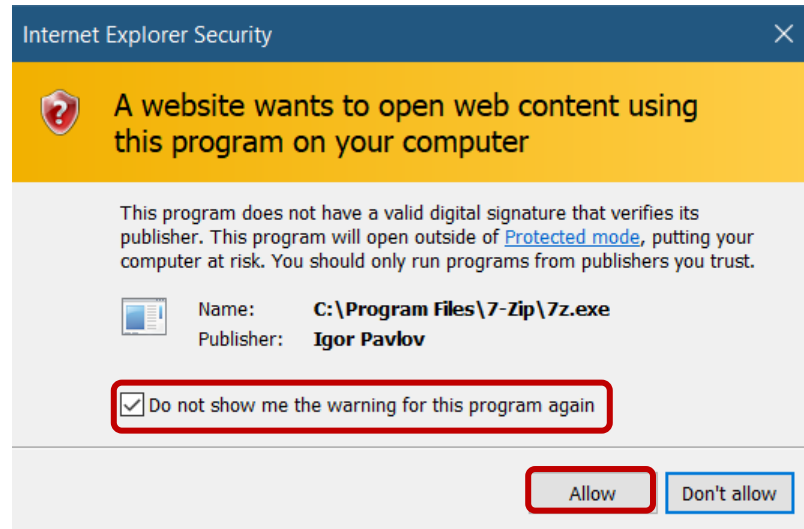 Internet Explorer Security
A website wants to open web content using
this program on your computer
This program does not have a valid digital signature that verifies its
publisher. This program will open outside of Protected mode, putting your
computer at risk. You should only run programs from publishers you trust.
Name: C:\Program Files\7-Zip\7z.exe
Publisher: Igor Pavlov
Do not show me the warning for this program again
Allow Don't allow